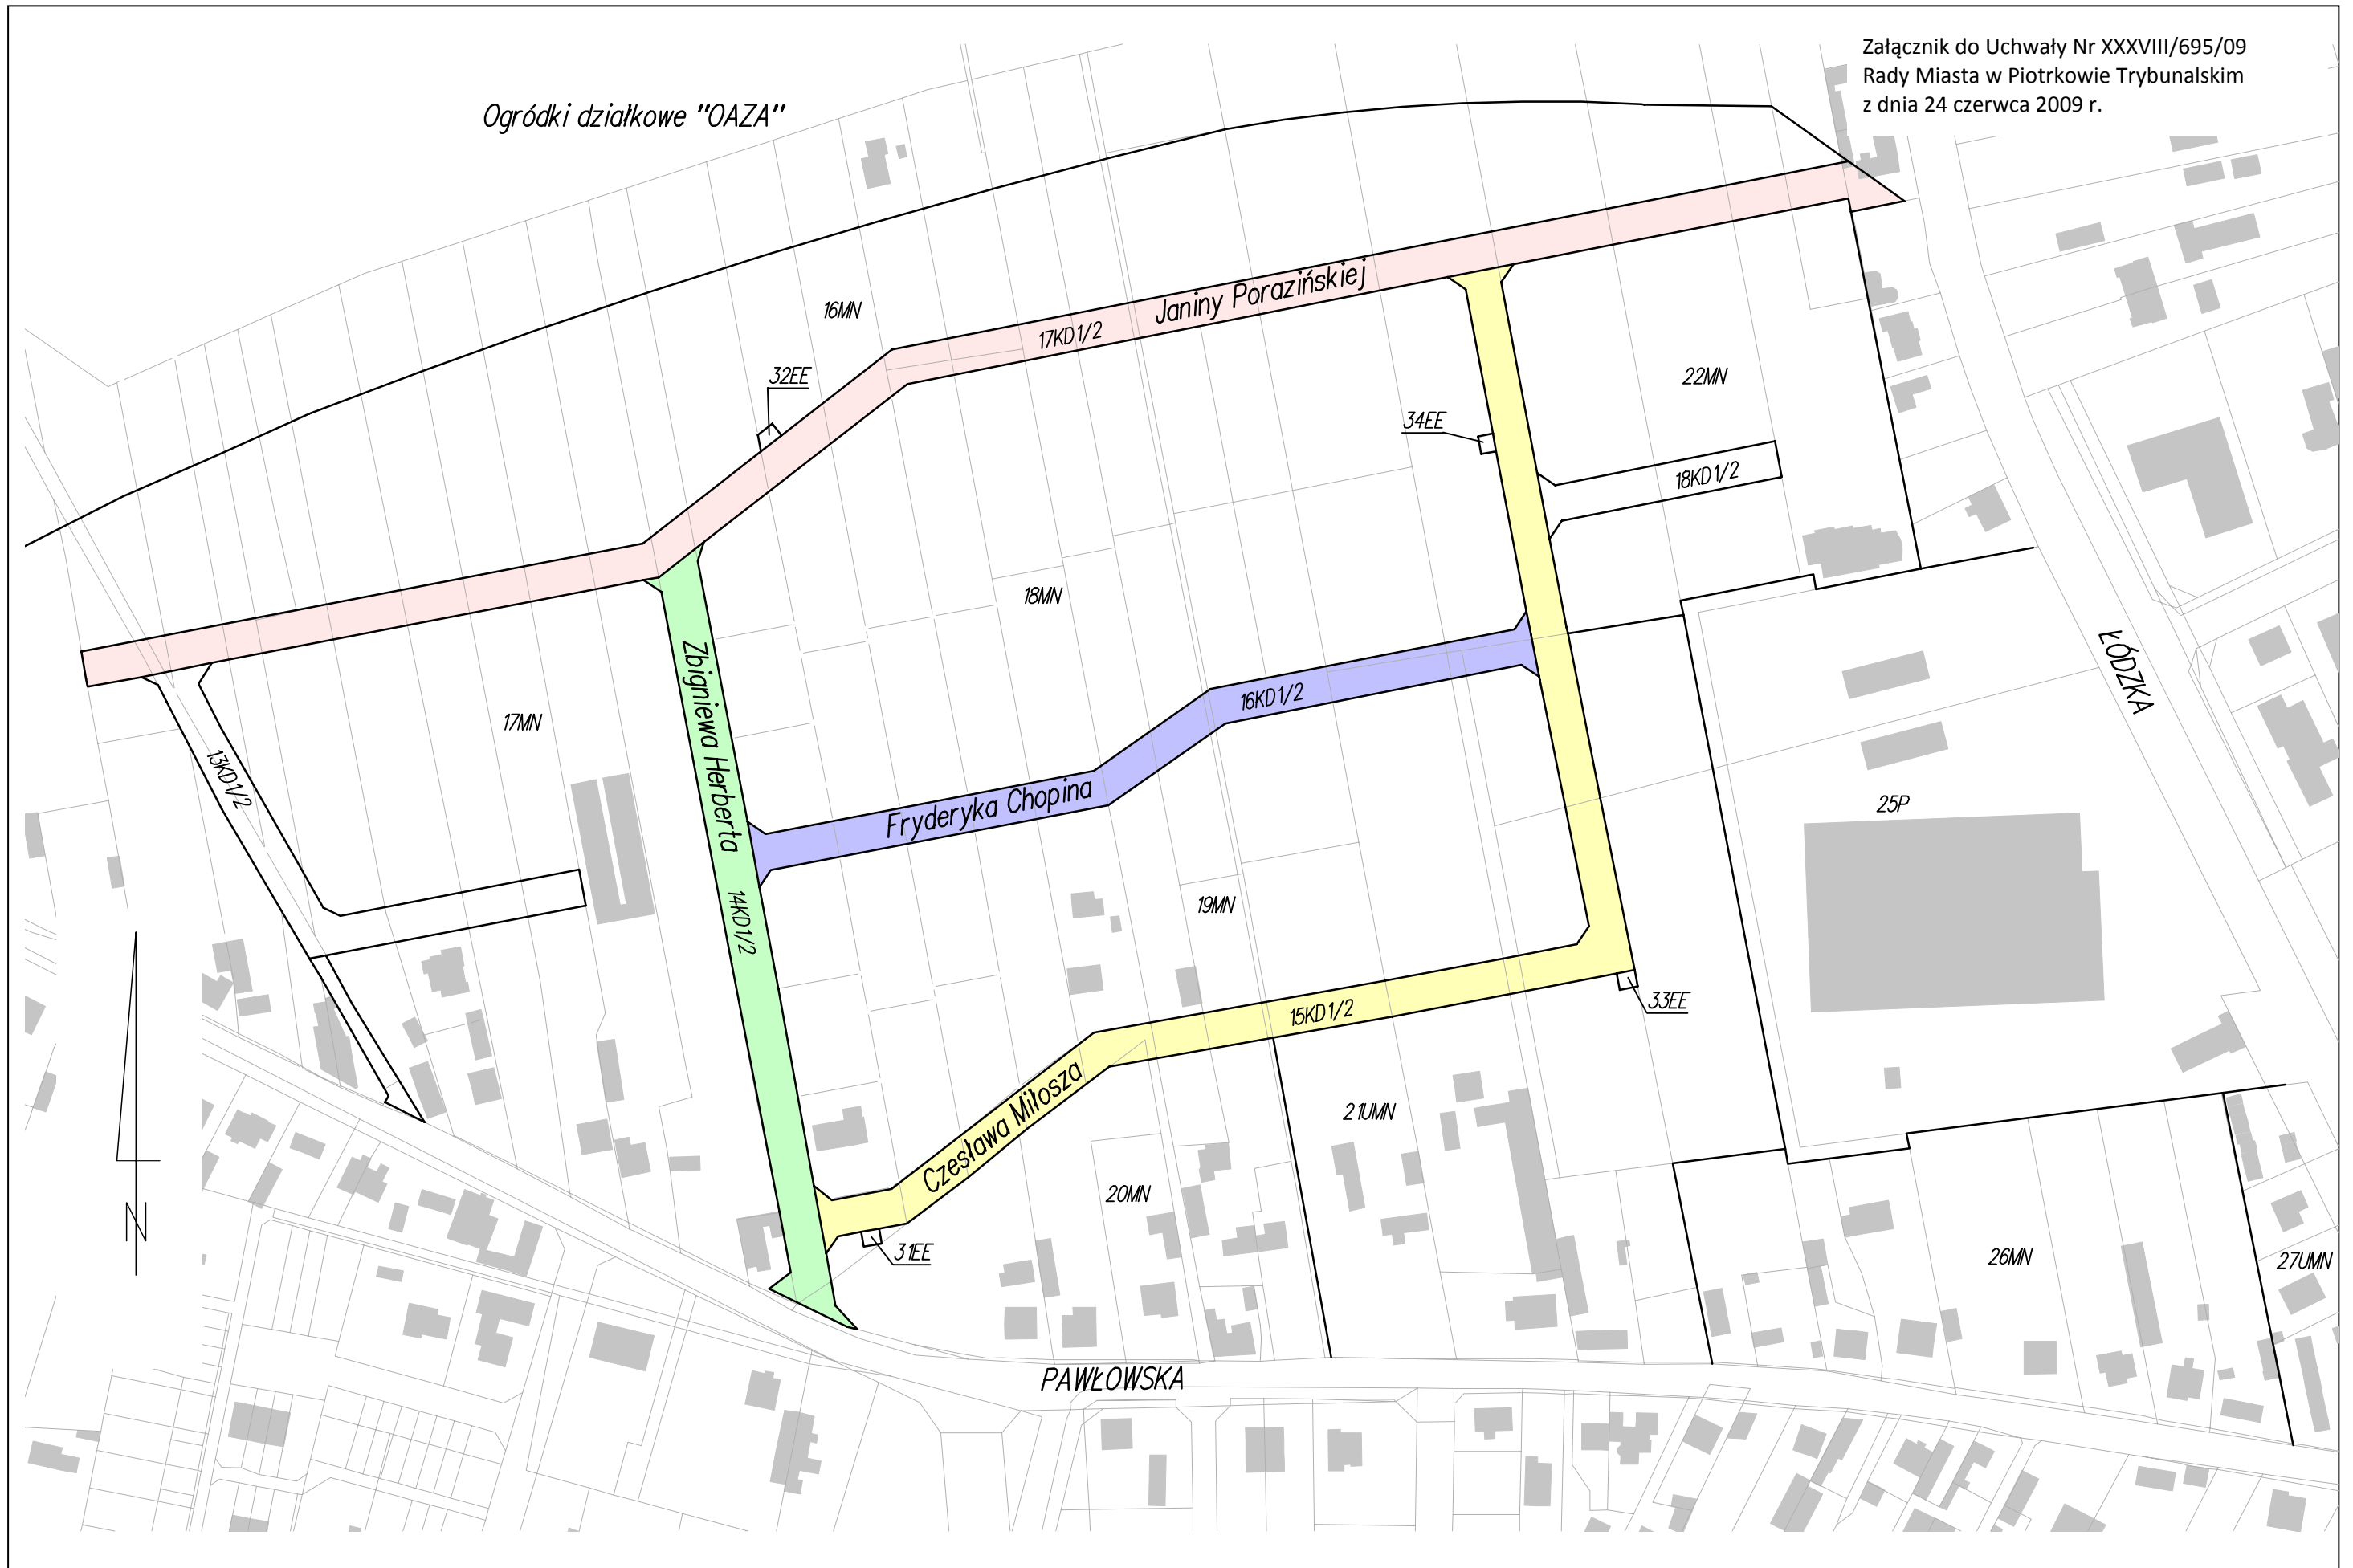 Załącznik do Uchwały Nr XXXVIII/695/09
Rady Miasta w Piotrkowie Trybunalskim
z dnia 24 czerwca 2009 r.
Ogródki działkowe "OAZA"
16MN
Janiny Porazińskiej
17KD1/2
32EE
22MN
34EE
18KD1/2
18MN
Zbigniewa Herberta
ŁÓDZKA
17MN
16KD1/2
13KD1/2
Fryderyka Chopina
25P
14KD1/2
19MN
15KD1/2
33EE
Czesława Miłosza
21UMN
20MN
N
31EE
26MN
27UMN
PAWŁOWSKA